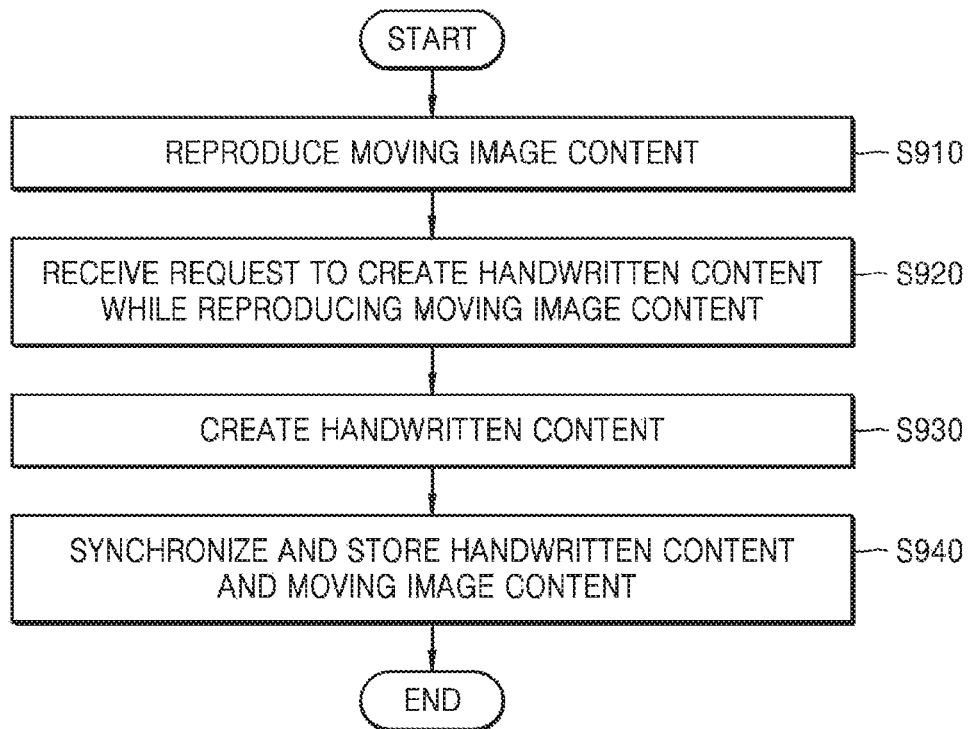 START
REPRODUCE MOVING IMAGE CONTENT
S910
RECEIVE REQUEST TO CREATE HANDWRITTEN CONTENT
WHILE REPRODUCING MOVING IMAGE CONTENT
S920
CREATE HANDWRITTEN CONTENT
S930
SYNCHRONIZE AND STORE HANDWRITTEN CONTENT
AND MOVING IMAGE CONTENT
S940
END